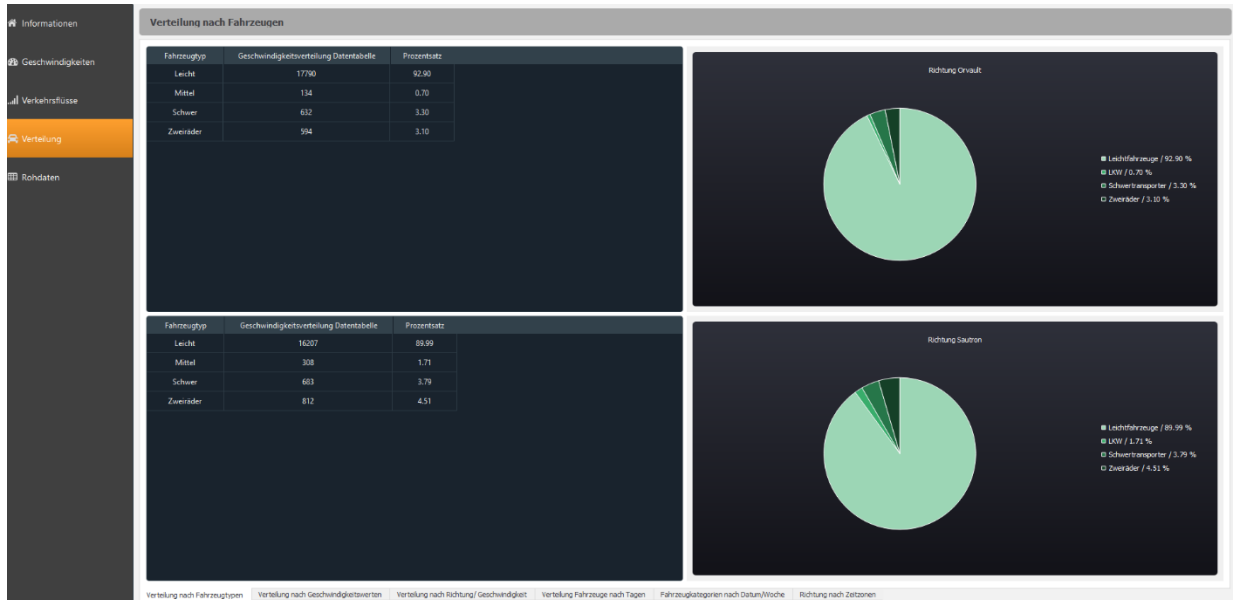 Informationen
Geschwindigkeiten
Verkehrsflüsse
Verteilung
Rohdaten
Verteilung nach Fahrzeugen
Fahrzeugtyp Geschwindigkeitsverteilung Datentabelle Prozentsatz
Leicht 17790 92.90
Mittel 134 0.70
Schwer 632 3.30
Zweiräder 594 3.10
Richtung Orvault
Leichtfahrzeuge / 92.90 %
LKW / 0.70 %
Schwertransporter / 3.30 %
Zweiräder / 3.10 %
Fahrzeugtyp Geschwindigkeitsverteilung Datentabelle Prozentsatz
Leicht 16207 89.99
Mittel 308 1.71
Schwer 683 3.79
Zweiräder 812 4.51
Richtung Sautron
Leichtfahrzeuge / 89.99 %
LKW / 1.71 %
Schwertransporter / 3.79 %
Zweiräder / 4.51 %
Verteilung nach Fahrzeugtypen Verteilung nach Geschwindigkeitswerten Verteilung nach Richtung/ Geschwindigkeit Verteilung Fahrzeuge nach Tagen Fahrzeugkategorien nach Datum/Woche Richtung nach Zeitzonen